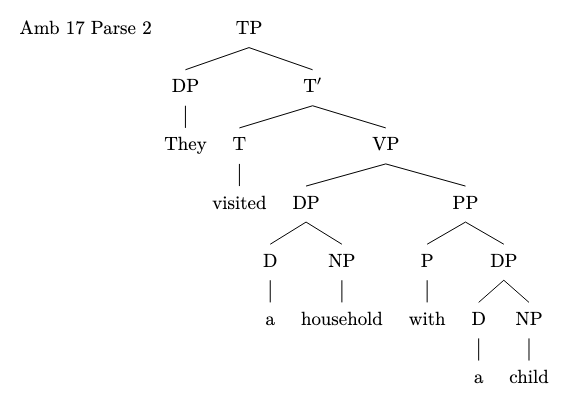 Amb 17 Parse 2 TP
DP T′
They T VP
visited DP PP
D NP P DP
a household with D NP
a child